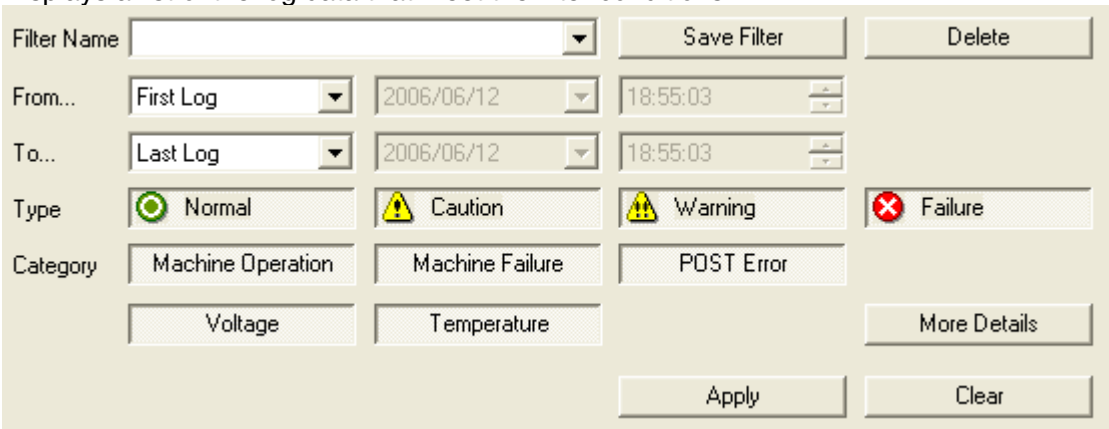 Filter Name Save Filter Delete
From... First Log 2006/06/12 18:55:03
To... Last Log 2006/06/12 18:55:03
Type Normal Caution Warning Failure
Category Machine Operation Machine Failure POST Error
Voltage Temperature More Details
Apply Clear